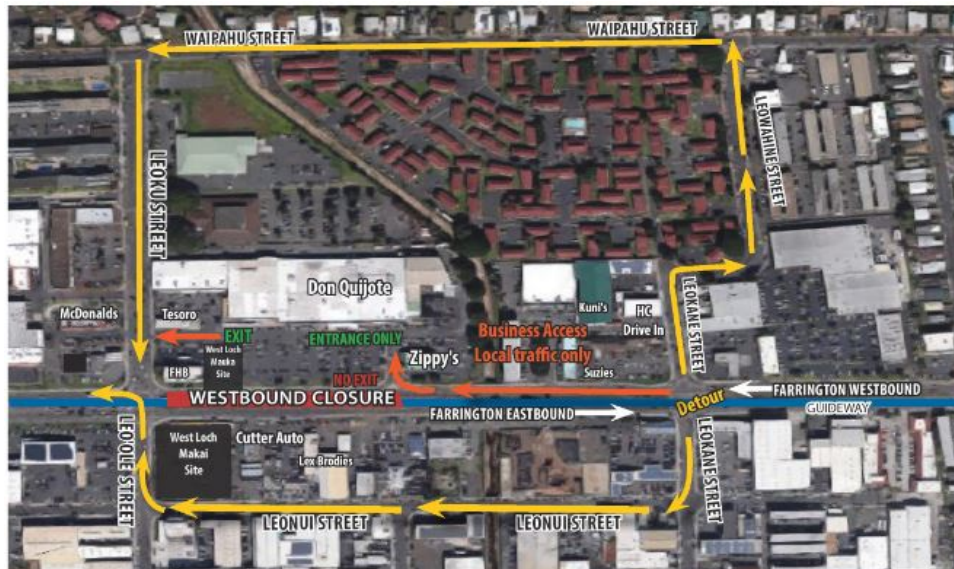 WAIPAHU STREET
WAIPAHU STREET
LEOKU STREET
LEOWAHINE STREET
Don Quijote
McDonalds
Tesoro
EXIT
ENTRANCE ONLY
West Loch
Mauka
Site
FHB
NO EXIT
Zippy's
Business Access
Local traffic only
Kuni's
HC
Drive In
Suzies
LEOKANE STREET
WESTBOUND CLOSURE
FARRINGTON EASTBOUND
Detour
FARRINGTON WESTBOUND
GUIDEWAY
LEOKANE STREET
LEOOLE STREET
West Loch
Makai
Site
Cutter Auto
Lex Brodies
LEONUI STREET
LEONUI STREET